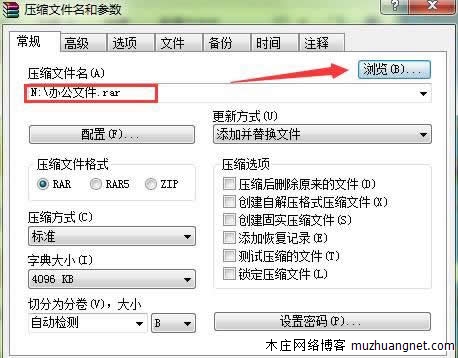 压缩文件名和参数
常规 高级 选项 文件 备份 时间 注释
压缩文件名(A)
浏览(B)...
N:\办公文件.rar
更新方式(U)
配置(F)...
添加并替换文件
压缩文件格式
RAR RAR5 ZIP
压缩选项
压缩后删除原来的文件(D)
创建自解压格式压缩文件(X)
创建固实压缩文件(S)
添加恢复记录(E)
测试压缩的文件(T)
锁定压缩文件(L)
压缩方式(C)
标准
字典大小(I)
4096 KB
切分为分卷(V), 大小
自动检测 B
设置密码(P)...
木庄网络博客
muzhuangnet.com